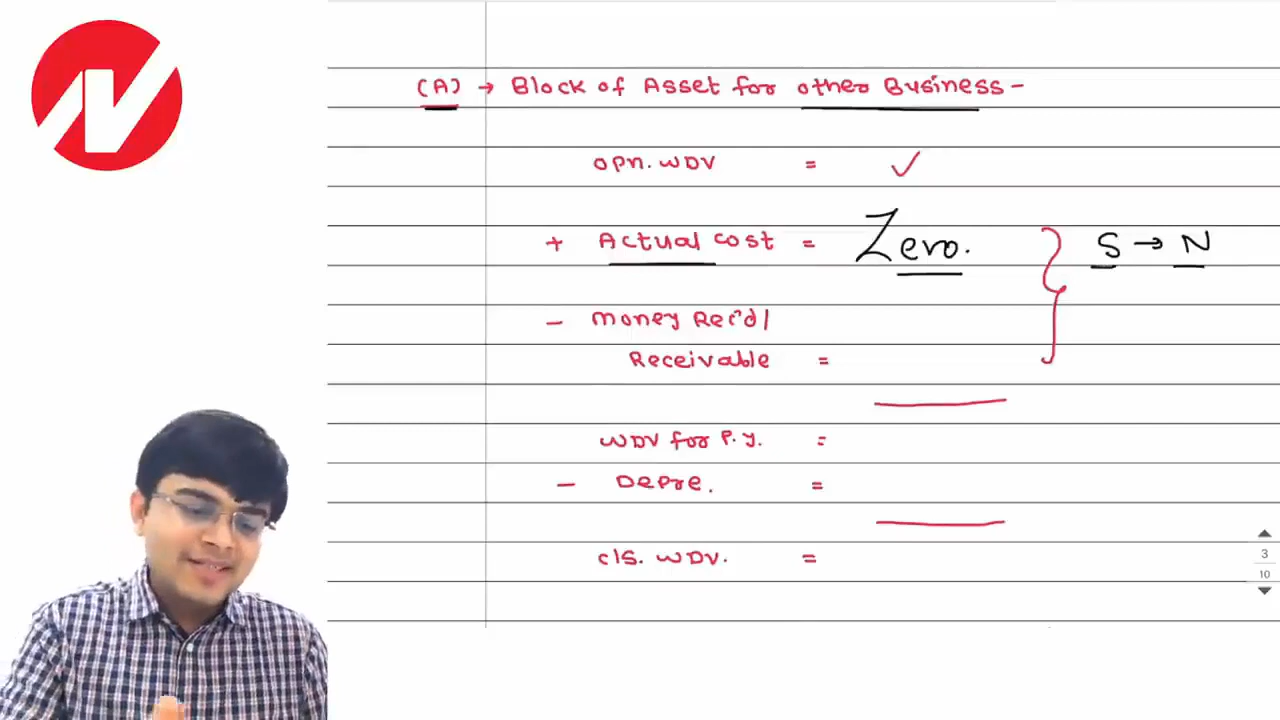 (A) → Block of Asset for other Business -
opn. WDV = ✓
+ Actual cost = Zero. S → N
- Money Rec'd/
Receivable =
WDV for P.Y. =
- Depre. =
cls. WDV. =
3
10